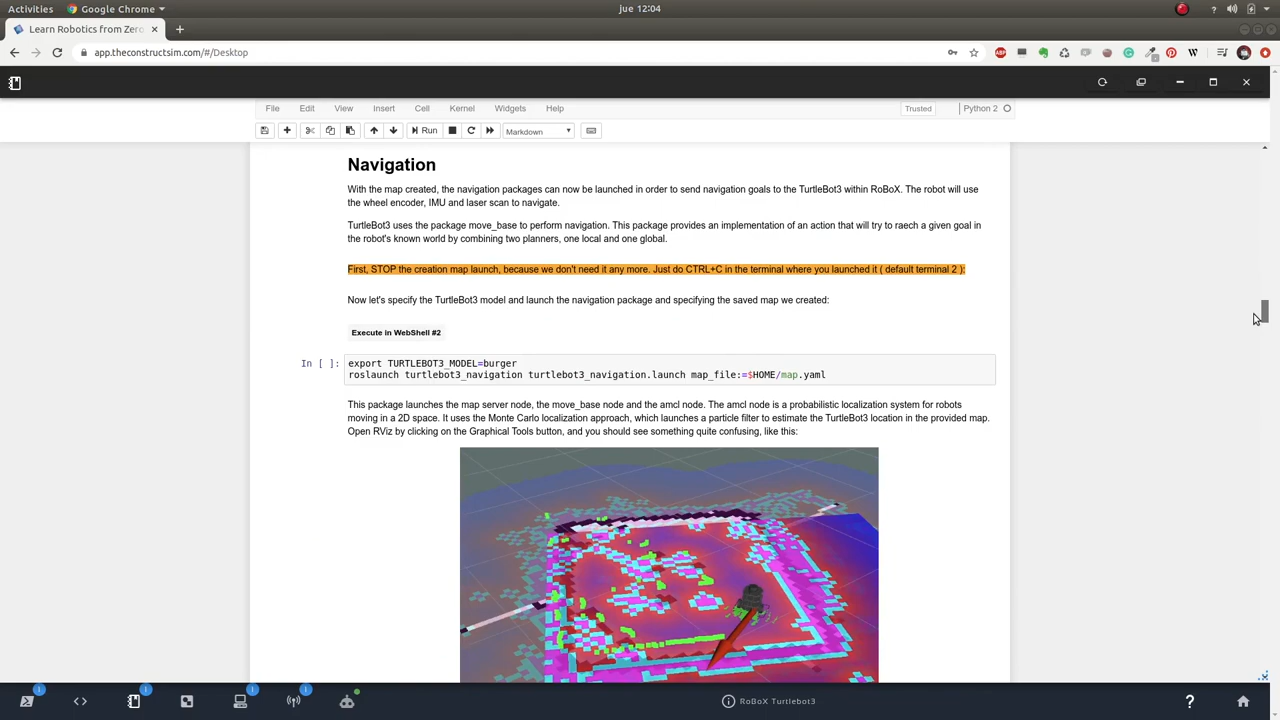 Activities
Google Chrome
jue 12:04
?
Learn Robotics from Zero
app.theconstructsim.com/#/Desktop
ABP
W
File Edit View Insert Cell Kernel Widgets Help
Trusted
Python 2
Run
Markdown
Navigation
With the map created, the navigation packages can now be launched in order to send navigation goals to the TurtleBot3 within RoBoX. The robot will use
the wheel encoder, IMU and laser scan to navigate.
TurtleBot3 uses the package move_base to perform navigation. This package provides an implementation of an action that will try to raech a given goal in
the robot's known world by combining two planners, one local and one global.
First, STOP the creation map launch, because we don't need it any more. Just do CTRL+C in the terminal where you launched it ( default terminal 2 ):
Now let's specify the TurtleBot3 model and launch the navigation package and specifying the saved map we created:
Execute in WebShell #2
In [ ]:
export TURTLEBOT3_MODEL=burger
roslaunch turtlebot3_navigation turtlebot3_navigation.launch map_file:=$HOME/map.yaml
This package launches the map server node, the move_base node and the amcl node. The amcl node is a probabilistic localization system for robots
moving in a 2D space. It uses the Monte Carlo localization approach, which launches a particle filter to estimate the TurtleBot3 location in the provided map.
Open RViz by clicking on the Graphical Tools button, and you should see something quite confusing, like this:
1
1
1
1
RoBoX Turtlebot3
?